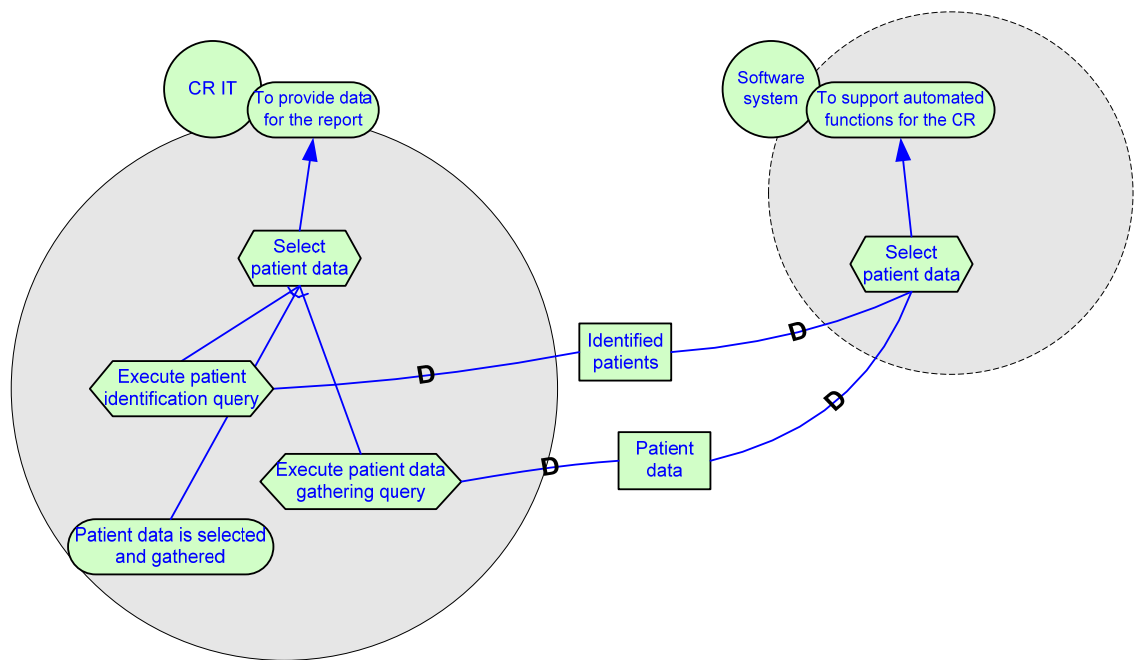 CR IT
To provide data
for the report
Software
system
To support automated
functions for the CR
Select
patient data
Select
patient data
Identified
patients
D
D
Execute patient
identification query
D
Patient
data
D
Execute patient data
gathering query
Patient data is selected
and gathered